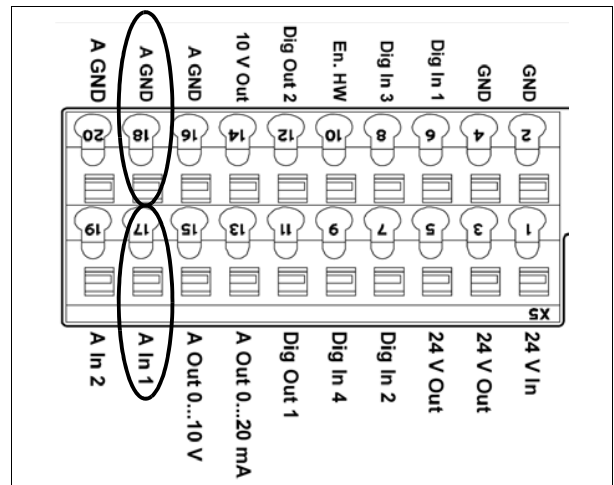 A GND
A GND
A GND
10 V Out
Dig Out 2
En. HW
Dig In 3
Dig In 1
GND
GND
20
18
16
14
12
10
8
6
4
2
19
17
15
13
11
9
7
5
3
1
X5
A In 2
A In 1
A Out 0...10 V
A Out 0...20 mA
Dig Out 1
Dig In 4
Dig In 2
24 V Out
24 V Out
24 V In